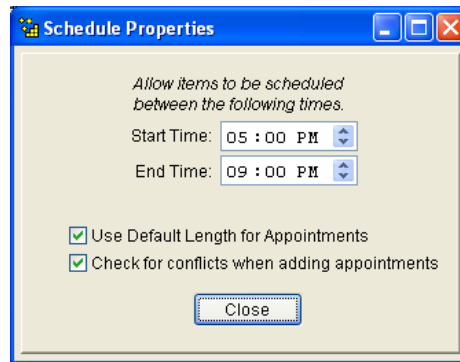 Schedule Properties
Allow items to be scheduled
between the following times.
Start Time: 05:00 PM
End Time: 09:00 PM
Use Default Length for Appointments
Check for conflicts when adding appointments
Close